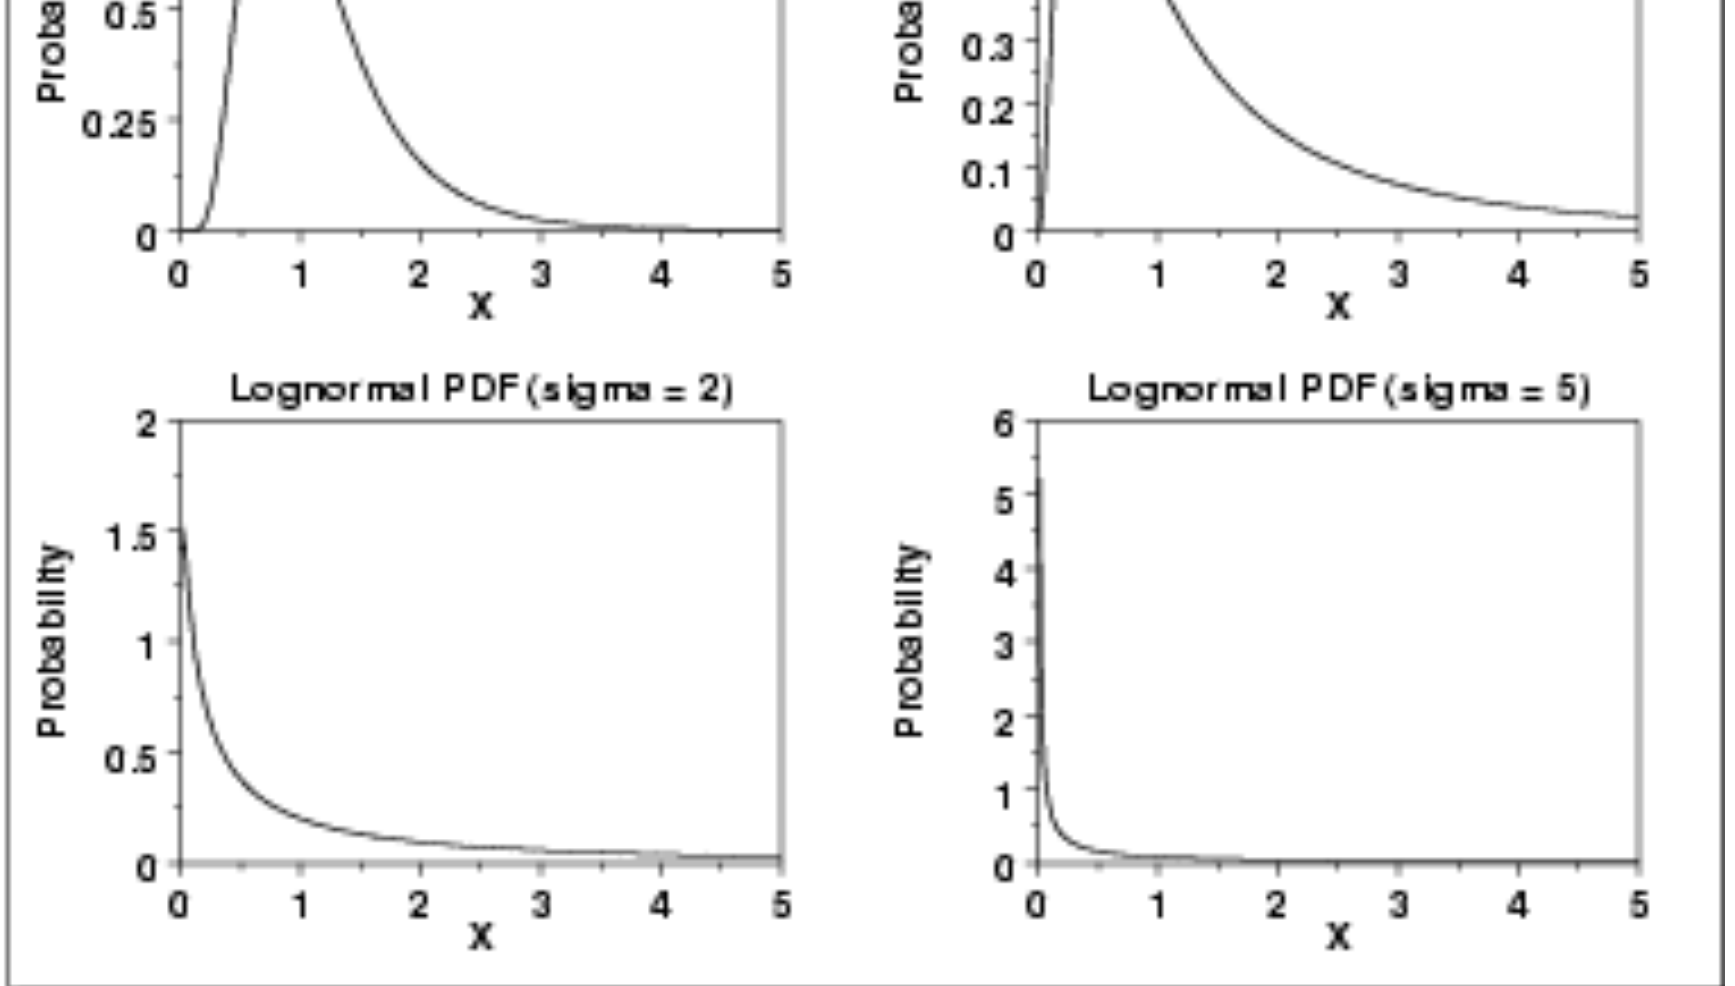 Proba
0.5
0.25
0
0 1 2 3 4 5
X
Proba
0.3
0.2
0.1
0
0 1 2 3 4 5
X
Lognormal PDF (sigma = 2)
Probability
2
1.5
1
0.5
0
0 1 2 3 4 5
X
Lognormal PDF (sigma = 5)
Probability
6
5
4
3
2
1
0
0 1 2 3 4 5
X